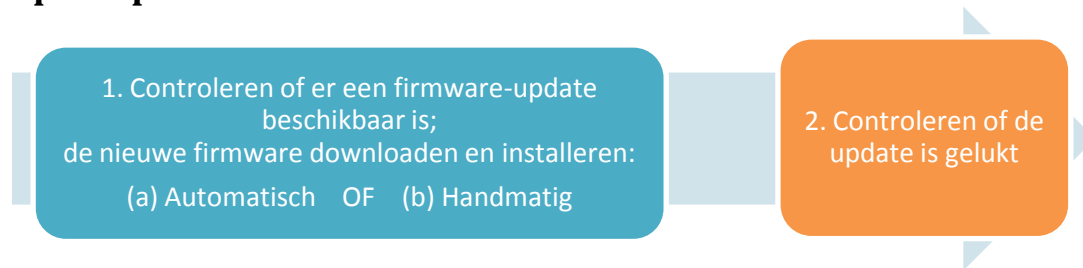 1. Controleren of er een firmware-update
beschikbaar is;
de nieuwe firmware downloaden en installeren:
(a) Automatisch OF (b) Handmatig
2. Controleren of de
update is gelukt